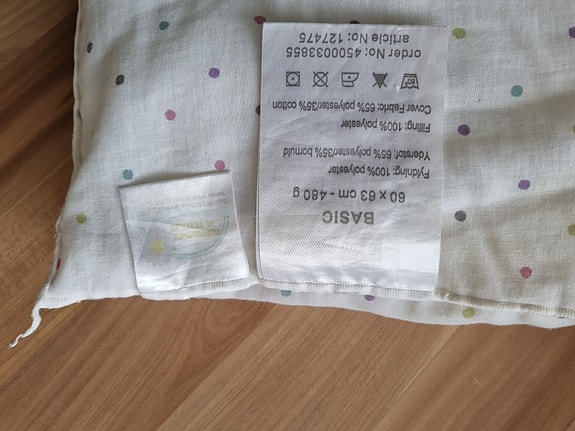 BASIC
60 x 63 cm - 480 g
Fyldning: 100% polyester
Yderstof, 65% polyester/35% bomuld
Filling: 100% polyester
Cover Fabric: 65% polyester/35% cotton
60°
order No: 4500033855
article No: 127475